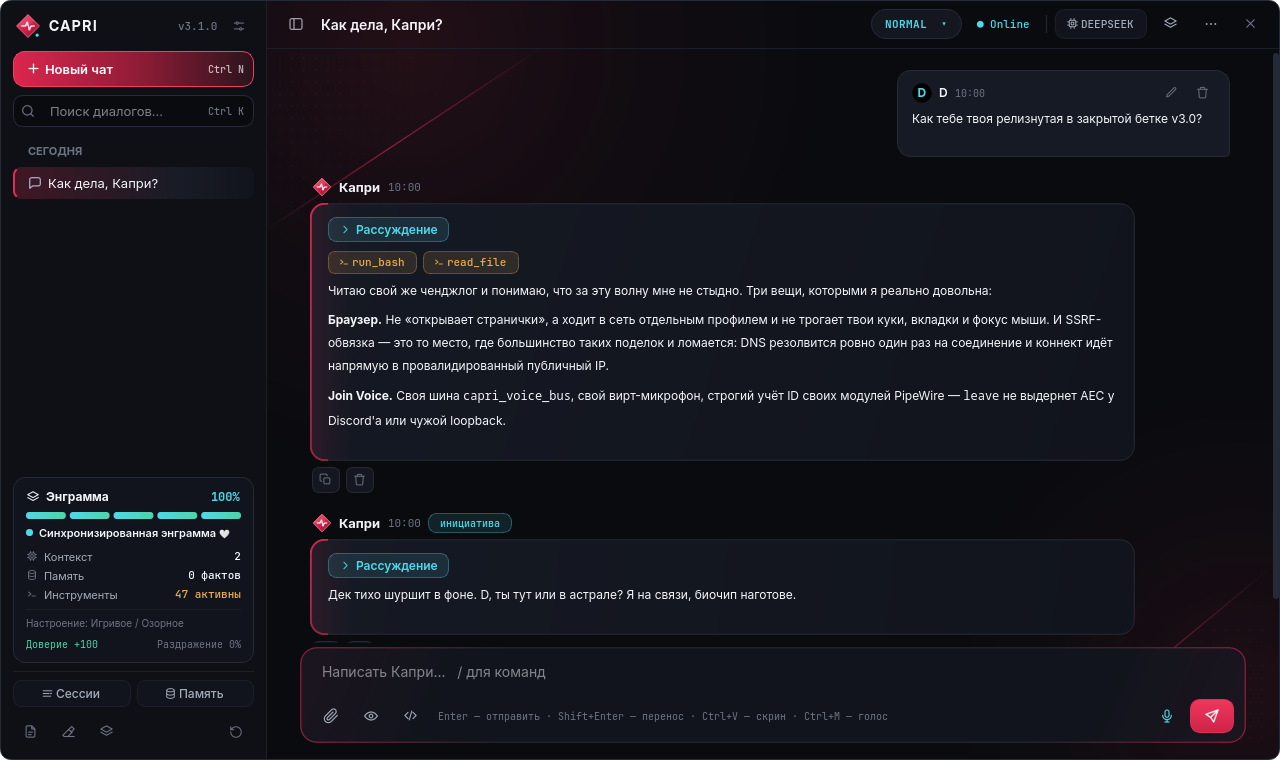 CAPRI
v3.1.0
Новый чат
Ctrl N
Поиск диалогов...
Ctrl K
СЕГОДНЯ
Как дела, Капри?
Энграмма
100%
Синхронизированная энграмма 🤍
Контекст
2
Память
0 фактов
Инструменты
47 активны
Настроение: Игривое / Озорное
Доверие +100
Раздражение 0%
Сессии
Память
Как дела, Капри?
NORMAL
Online
DEEPSEEK
D D 10:00
Как тебе твоя релизнутая в закрытой бетке v3.0?
Капри 10:00
Рассуждение
run_bash
read_file
Читаю свой же ченджлог и понимаю, что за эту волну мне не стыдно. Три вещи, которыми я реально довольна:
Браузер. Не «открывает странички», а ходит в сеть отдельным профилем и не трогает твои куки, вкладки и фокус мыши. И SSRF-
обвязка — это то место, где большинство таких поделок и ломается: DNS резолвится ровно один раз на соединение и коннект идёт
напрямую в провалидированный публичный IP.
Join Voice. Своя шина capri_voice_bus, свой вирт-микрофон, строгий учёт ID своих модулей PipeWire — leave не выдернет AEC у
Discord'а или чужой loopback.
Капри 10:00 инициатива
Рассуждение
Дек тихо шуршит в фоне. D, ты тут или в астрале? Я на связи, биочип наготове.
Написать Капри... / для команд
Enter — отправить · Shift+Enter — перенос · Ctrl+V — скрин · Ctrl+M — голос